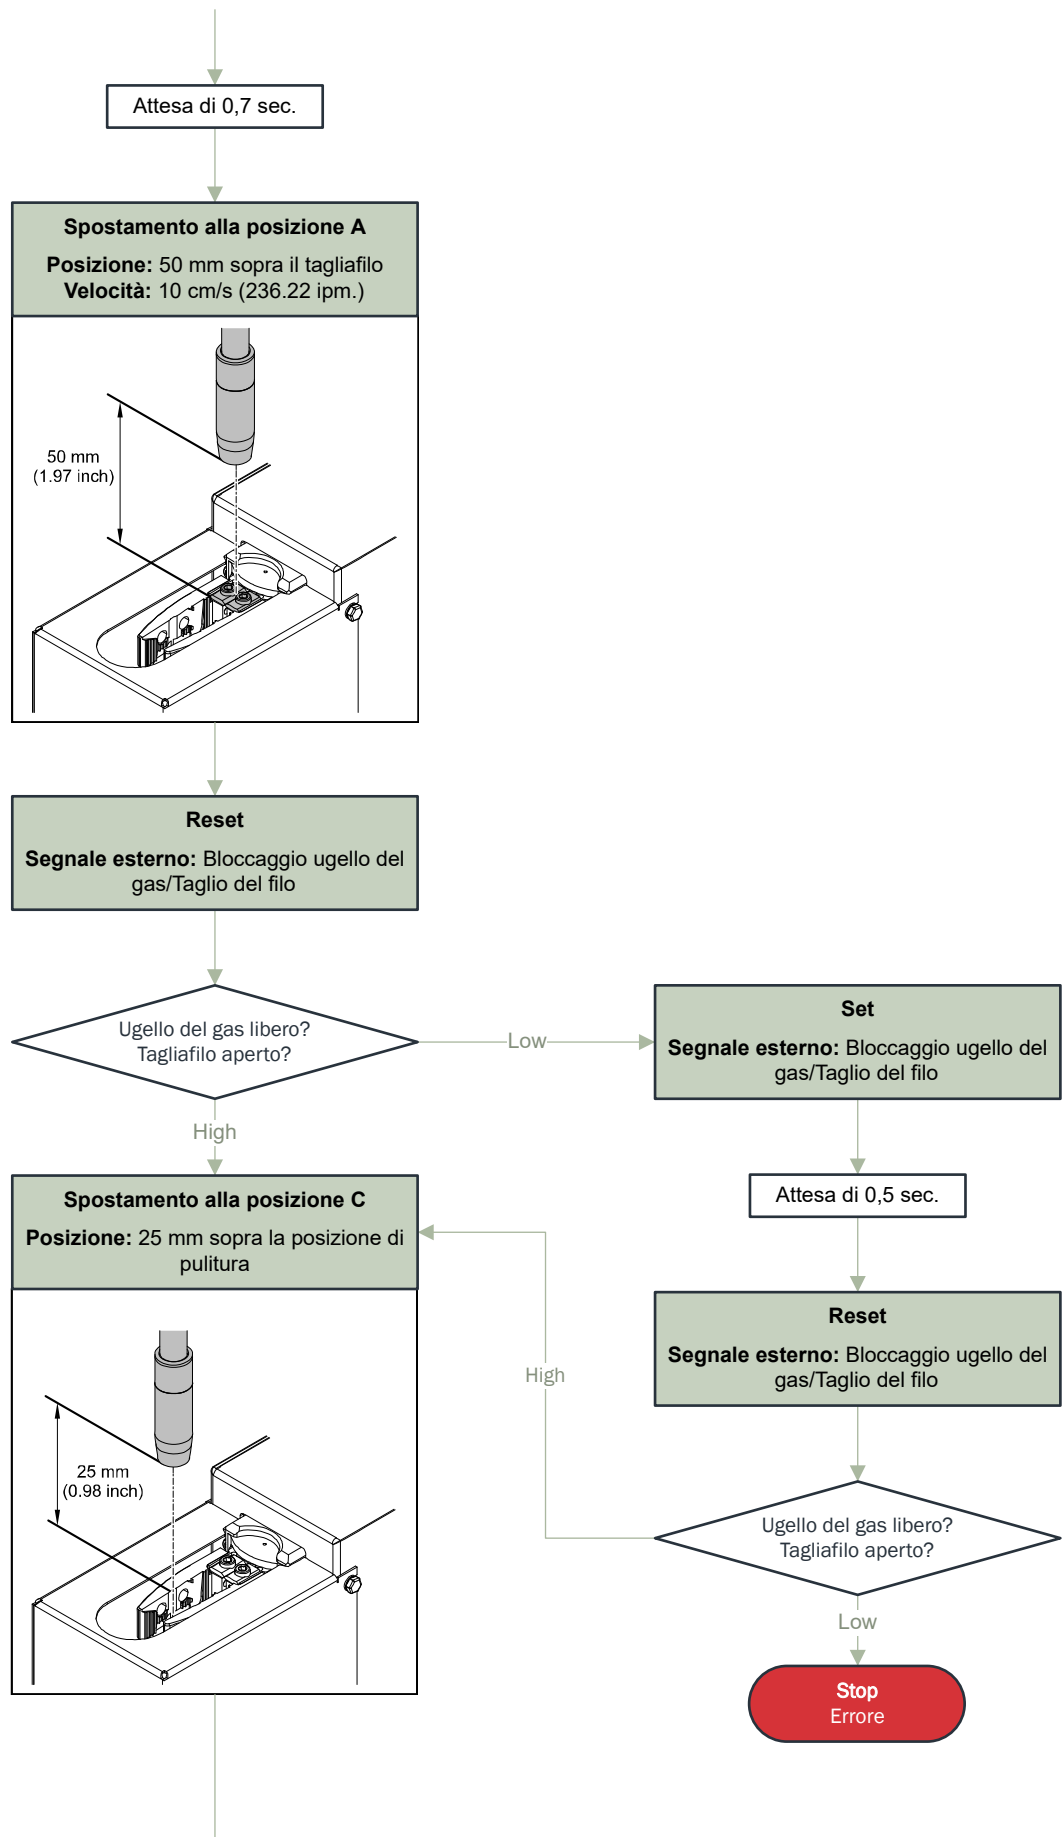 Attesa di 0,7 sec.
Spostamento alla posizione A
Posizione: 50 mm sopra il tagliafilo
Velocità: 10 cm/s (236.22 ipm.)
50 mm
(1.97 inch)
Reset
Segnale esterno: Bloccaggio ugello del
gas/Taglio del filo
Ugello del gas libero?
Tagliafilo aperto?
Low
Set
Segnale esterno: Bloccaggio ugello del
gas/Taglio del filo
High
Attesa di 0,5 sec.
Spostamento alla posizione C
Posizione: 25 mm sopra la posizione di
pulitura
Reset
Segnale esterno: Bloccaggio ugello del
gas/Taglio del filo
High
25 mm
(0.98 inch)
Ugello del gas libero?
Tagliafilo aperto?
Low
Stop
Errore